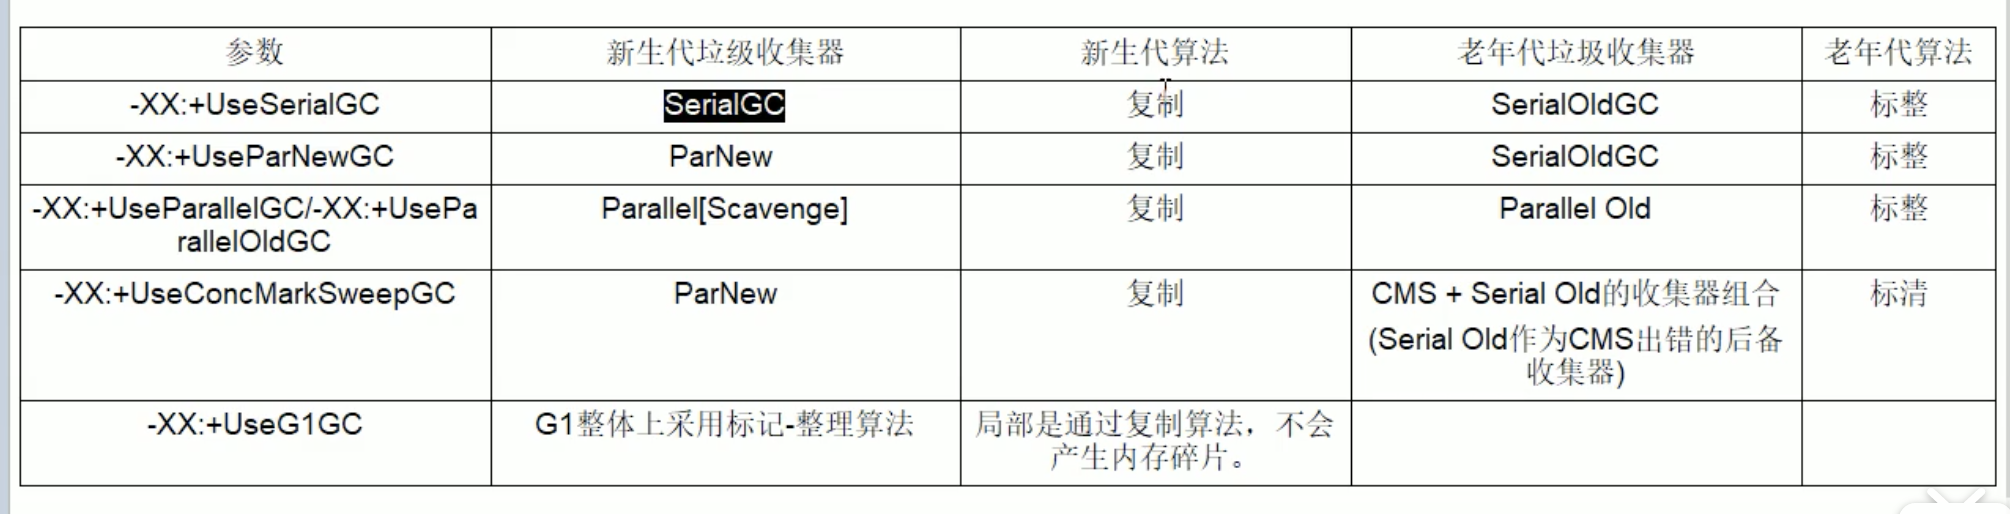 参数
新生代垃级收集器
新生代算法
老年代垃圾收集器
老年代算法
-XX:+UseSerialGC
SerialGC
复制
SerialOldGC
标整
-XX:+UseParNewGC
ParNew
复制
SerialOldGC
标整
-XX:+UseParallelGC/-XX:+UsePa
rallelOldGC
Parallel[Scavenge]
复制
Parallel Old
标整
-XX:+UseConcMarkSweepGC
ParNew
复制
CMS + Serial Old的收集器组合
(Serial Old作为CMS出错的后备
收集器)
标清
-XX:+UseG1GC
G1整体上采用标记-整理算法
局部是通过复制算法，不会
产生内存碎片。